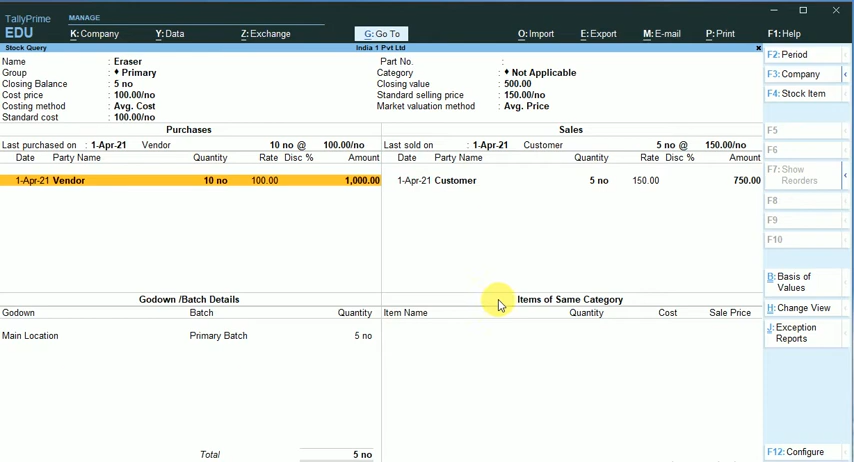 TallyPrime
EDU
MANAGE
K:Company Y:Data Z:Exchange G:Go To O:Import E:Export M:E-mail P:Print F1:Help
Stock Query India 1 Pvt Ltd
Name : Eraser
Group : ♦ Primary
Closing Balance : 5 no
Cost price : 100.00/no
Costing method : Avg. Cost
Standard cost : 100.00/no
Part No. :
Category : ♦ Not Applicable
Closing value : 500.00
Standard selling price : 150.00/no
Market valuation method : Avg. Price
Purchases
Last purchased on : 1-Apr-21 Vendor 10 no @ 100.00/no
Date Party Name Quantity Rate Disc % Amount
1-Apr-21 Vendor 10 no 100.00 1,000.00
Sales
Last sold on : 1-Apr-21 Customer 5 no @ 150.00/no
Date Party Name Quantity Rate Disc % Amount
1-Apr-21 Customer 5 no 150.00 750.00
Godown /Batch Details
Godown Batch Quantity
Main Location Primary Batch 5 no
Total 5 no
Items of Same Category
Item Name Quantity Cost Sale Price
F2: Period
F3: Company
F4: Stock Item
F5
F6
F7: Show
Reorders
F8
F9
F10
B: Basis of
Values
H: Change View
J: Exception
Reports
F12: Configure